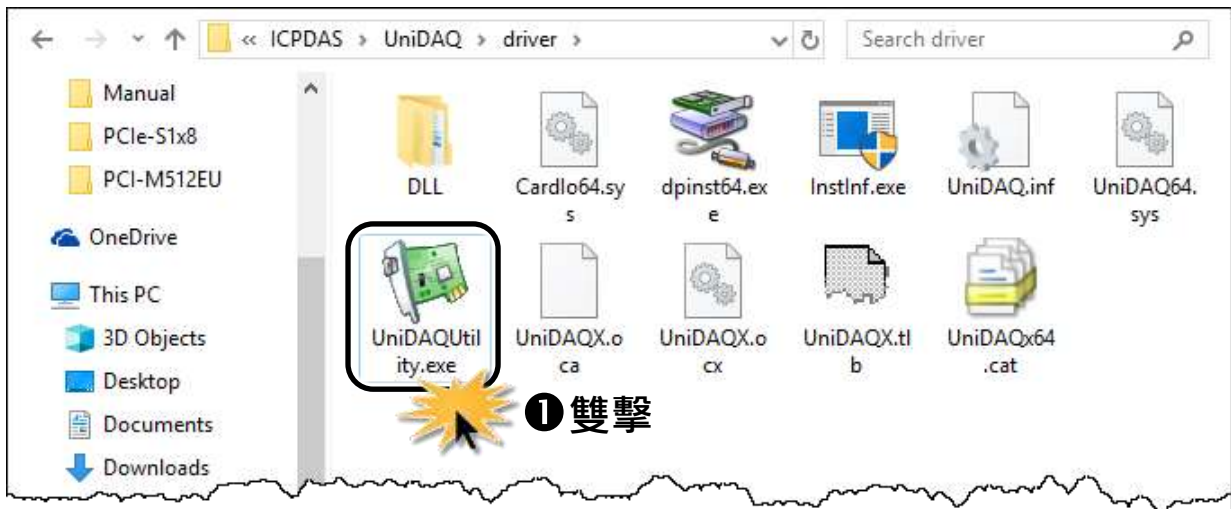 « ICPDAS › UniDAQ › driver ›
Search driver
Manual
PCIe-S1x8
PCI-M512EU
OneDrive
This PC
3D Objects
Desktop
Documents
Downloads
DLL
CardIo64.sy
s
dpinst64.ex
e
InstInf.exe
UniDAQ.inf
UniDAQ64.
sys
UniDAQUtil
ity.exe
UniDAQX.o
ca
UniDAQX.o
cx
UniDAQX.tl
b
UniDAQx64
.cat
❶雙擊